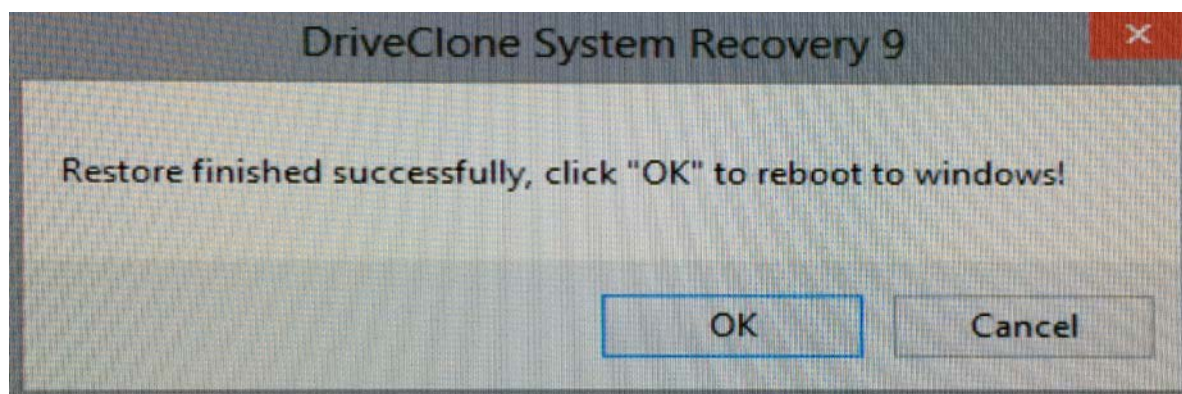 DriveClone System Recovery 9
Restore finished successfully, click "OK" to reboot to windows!
OK
Cancel